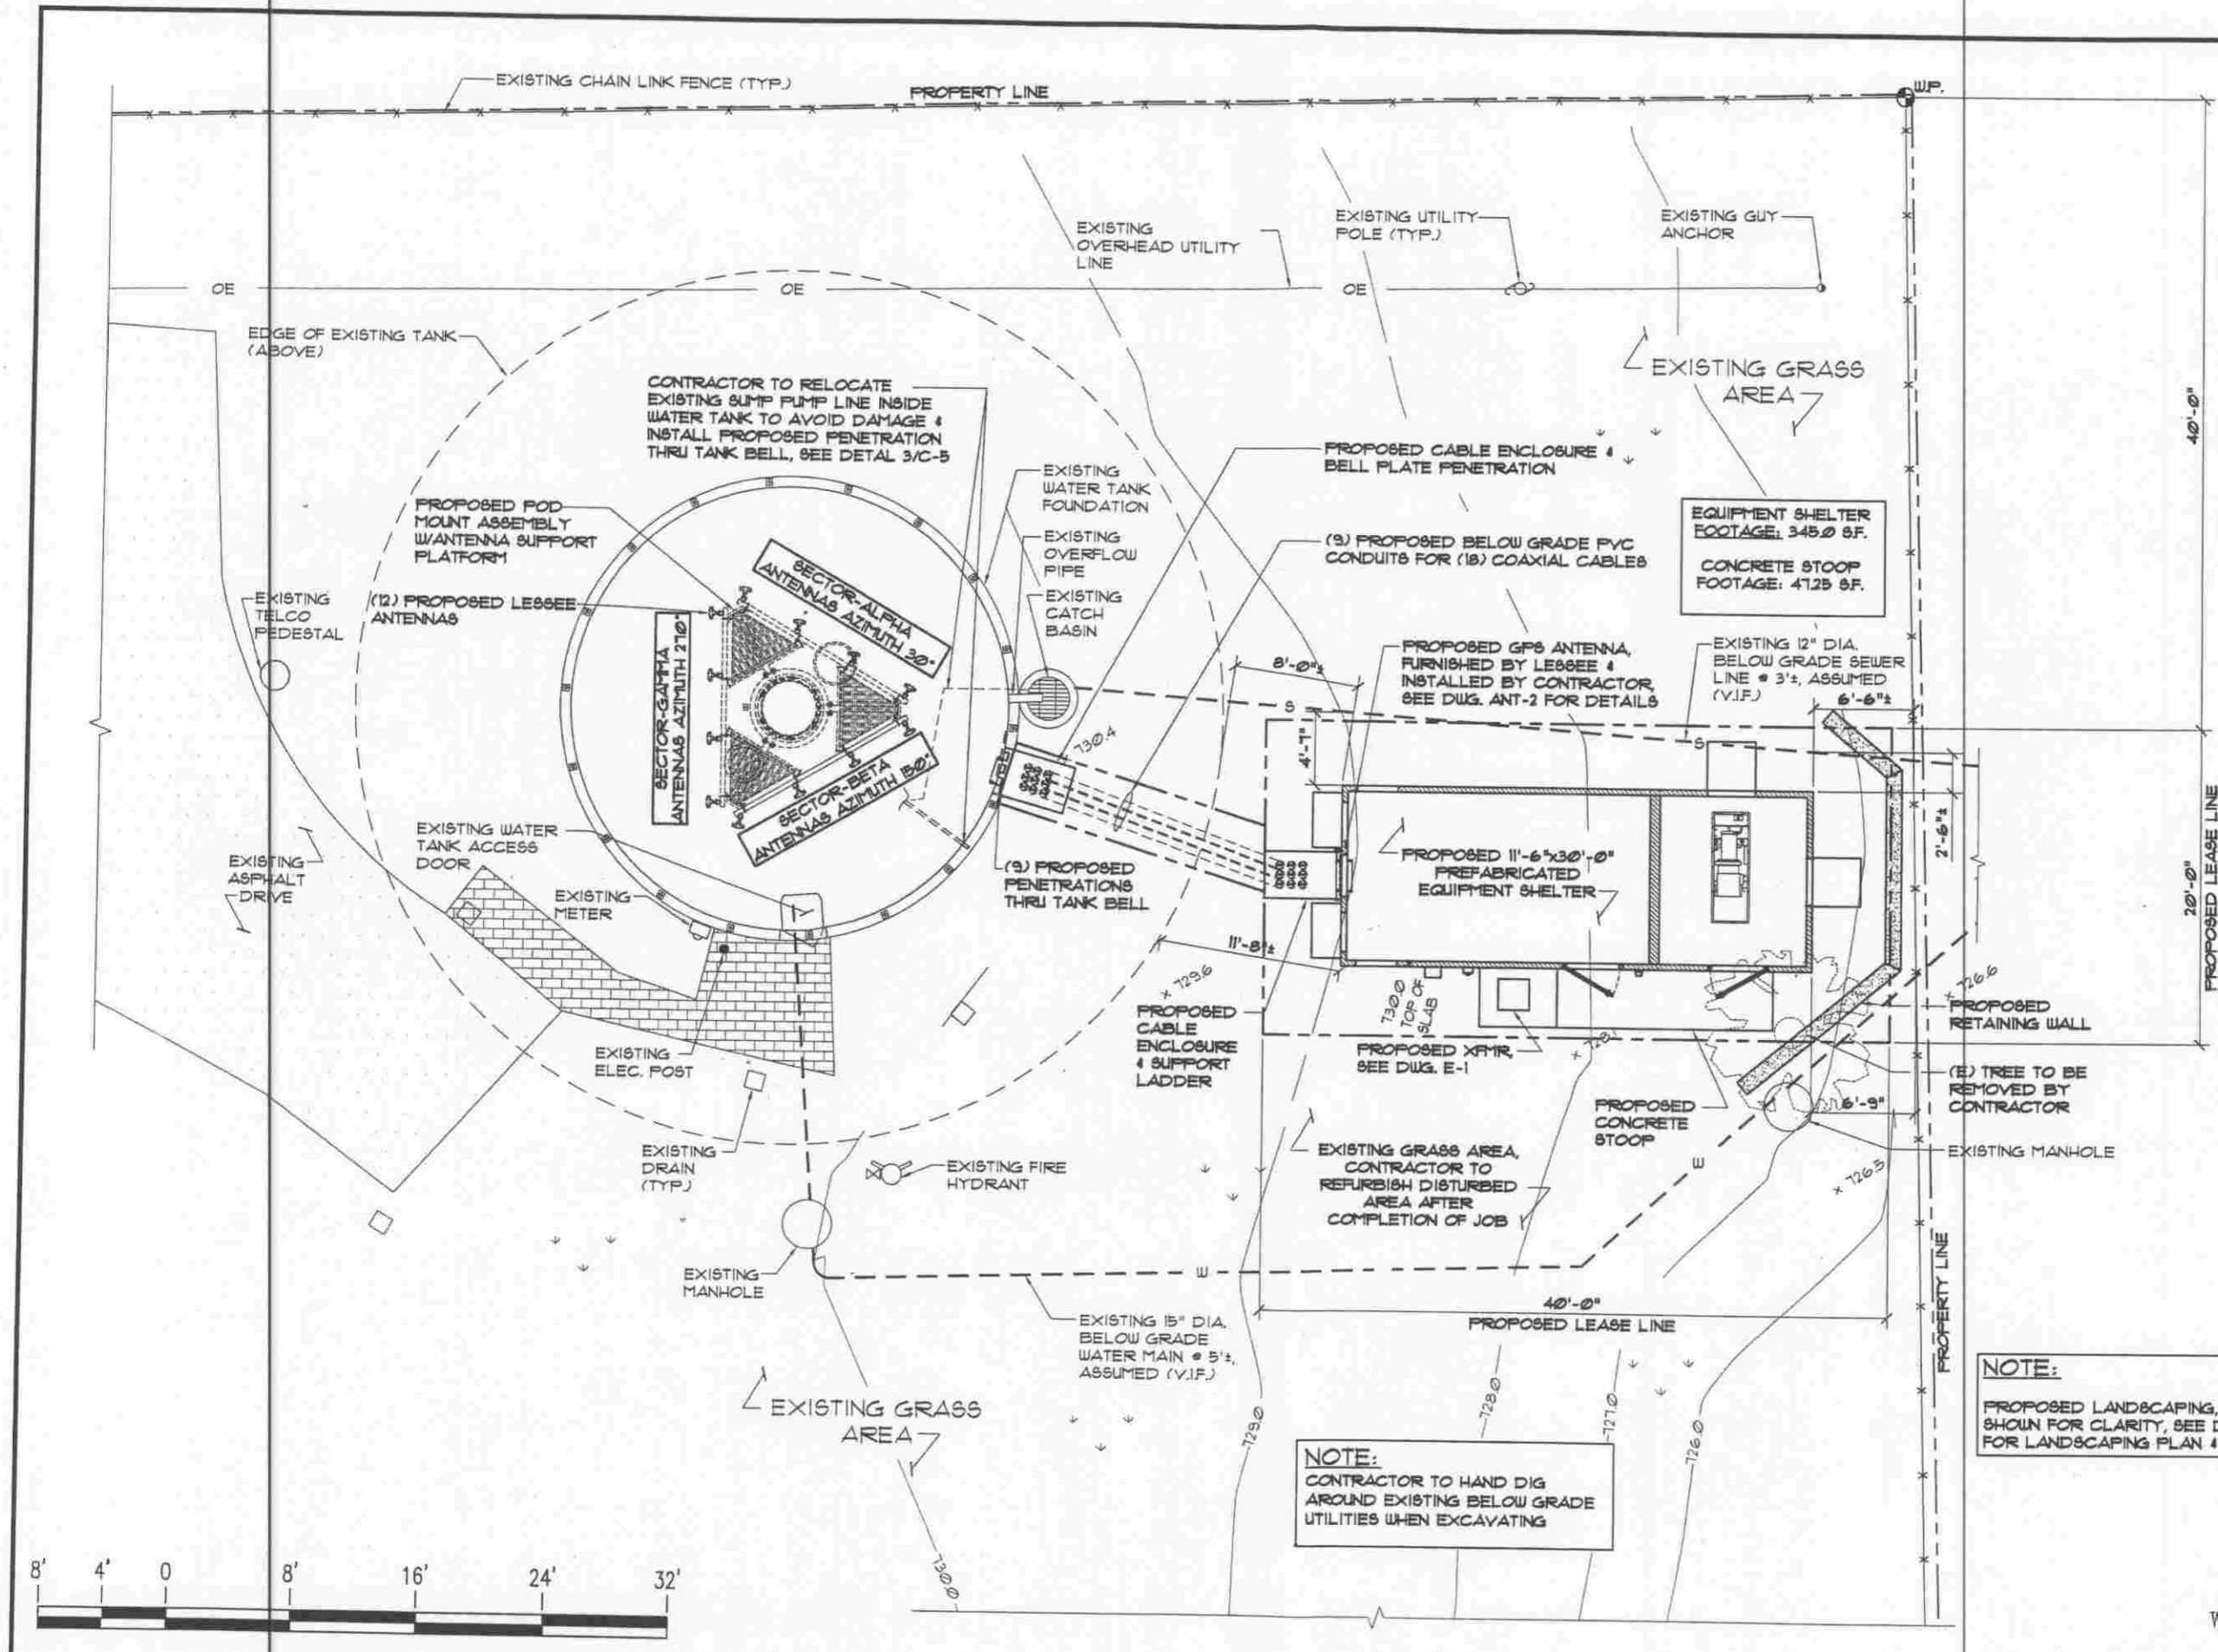 EXISTING CHAIN LINK FENCE (TYP.)
PROPERTY LINE
W.P.
EXISTING
OVERHEAD UTILITY
LINE
EXISTING UTILITY
POLE (TYP.)
EXISTING GUY
ANCHOR
OE
OE
OE
EDGE OF EXISTING TANK
(ABOVE)
EXISTING GRASS
AREA
40'-0"
CONTRACTOR TO RELOCATE
EXISTING SUMP PUMP LINE INSIDE
WATER TANK TO AVOID DAMAGE &
INSTALL PROPOSED PENETRATION
THRU TANK BELL, SEE DETAL 3/C-5
PROPOSED CABLE ENCLOSURE &
BELL PLATE PENETRATION
EXISTING
WATER TANK
FOUNDATION
PROPOSED POD
MOUNT ASSEMBLY
W/ANTENNA SUPPORT
PLATFORM
EQUIPMENT SHELTER
FOOTAGE: 345.0 S.F.
CONCRETE STOOP
FOOTAGE: 47.25 S.F.
EXISTING
OVERFLOW
PIPE
(9) PROPOSED BELOW GRADE PVC
CONDUITS FOR (18) COAXIAL CABLES
EXISTING
CATCH
BASIN
EXISTING
TELCO
PEDESTAL
(12) PROPOSED LESSEE
ANTENNAS
SECTOR-ALPHA
ANTENNAS AZIMUTH 30°
SECTOR-GAMMA
ANTENNAS AZIMUTH 270°
SECTOR-BETA
ANTENNAS AZIMUTH 150°
PROPOSED GPS ANTENNA,
FURNISHED BY LESSEE &
INSTALLED BY CONTRACTOR,
SEE DWG. ANT-2 FOR DETAILS
EXISTING 12" DIA.
BELOW GRADE SEWER
LINE @ 3'±, ASSUMED
(V.I.F.)
8'-0"±
6'-6"±
S
S
4'-7"
730.4
2'-6"±
20'-0"
PROPOSED LEASE LINE
EXISTING WATER
TANK ACCESS
DOOR
EXISTING
ASPHALT
DRIVE
EXISTING
METER
(9) PROPOSED
PENETRATIONS
THRU TANK BELL
PROPOSED 11'-6"x30'-0"
PREFABRICATED
EQUIPMENT SHELTER
11'-8"±
729.6
730.0
TOP OF
SLAB
726.6
PROPOSED
CABLE
ENCLOSURE
& SUPPORT
LADDER
PROPOSED
RETAINING WALL
EXISTING
ELEC. POST
PROPOSED XFMR,
SEE DWG. E-1
(E) TREE TO BE
REMOVED BY
CONTRACTOR
PROPOSED
CONCRETE
STOOP
6'-9"
EXISTING MANHOLE
EXISTING
DRAIN
(TYP.)
EXISTING FIRE
HYDRANT
EXISTING GRASS AREA,
CONTRACTOR TO
REFURBISH DISTURBED
AREA AFTER
COMPLETION OF JOB
W
726.5
EXISTING
MANHOLE
W
40'-0"
PROPOSED LEASE LINE
PROPERTY LINE
EXISTING 15" DIA.
BELOW GRADE
WATER MAIN @ 5'±,
ASSUMED (V.I.F.)
EXISTING GRASS
AREA
729.0
728.0
727.0
726.0
730.0
NOTE:
PROPOSED LANDSCAPING,
SHOWN FOR CLARITY, SEE
FOR LANDSCAPING PLAN &
NOTE:
CONTRACTOR TO HAND DIG
AROUND EXISTING BELOW GRADE
UTILITIES WHEN EXCAVATING
8' 4' 0 8' 16' 24' 32'